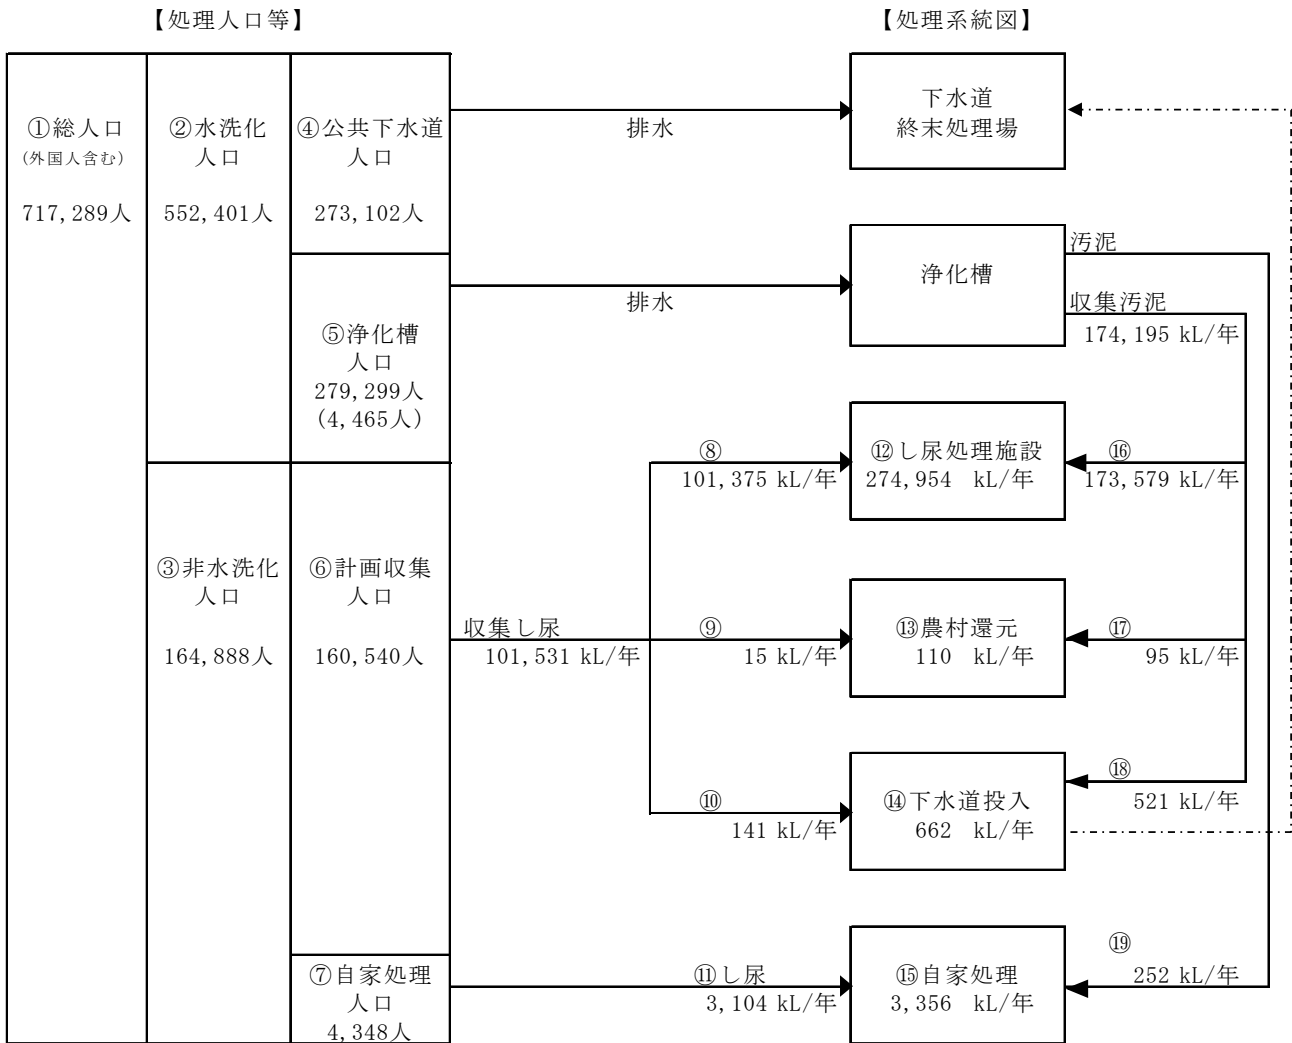 【処理人口等】
【処理系統図】
①総人口
(外国人含む)
717,289人
②水洗化
人口
552,401人
④公共下水道
人口
273,102人
排水
下水道
終末処理場
⑤浄化槽
人口
279,299人
(4,465人)
排水
浄化槽
汚泥
収集汚泥
174,195 kL/年
③非水洗化
人口
164,888人
⑥計画収集
人口
160,540人
収集し尿
101,531 kL/年
⑧
101,375 kL/年
⑫し尿処理施設
274,954 kL/年
⑯
173,579 kL/年
⑨
15 kL/年
⑬農村還元
110 kL/年
⑰
95 kL/年
⑩
141 kL/年
⑭下水道投入
662 kL/年
⑱
521 kL/年
⑦自家処理
人口
4,348人
⑪し尿
3,104 kL/年
⑮自家処理
3,356 kL/年
⑲
252 kL/年